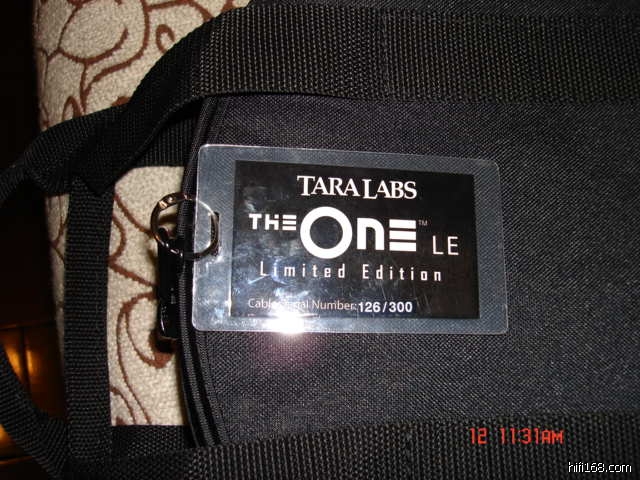 TARA LABS
THE ONE™ LE
Limited Edition
Cable Serial Number: 126/300
12 11:31AM
hifi168.com